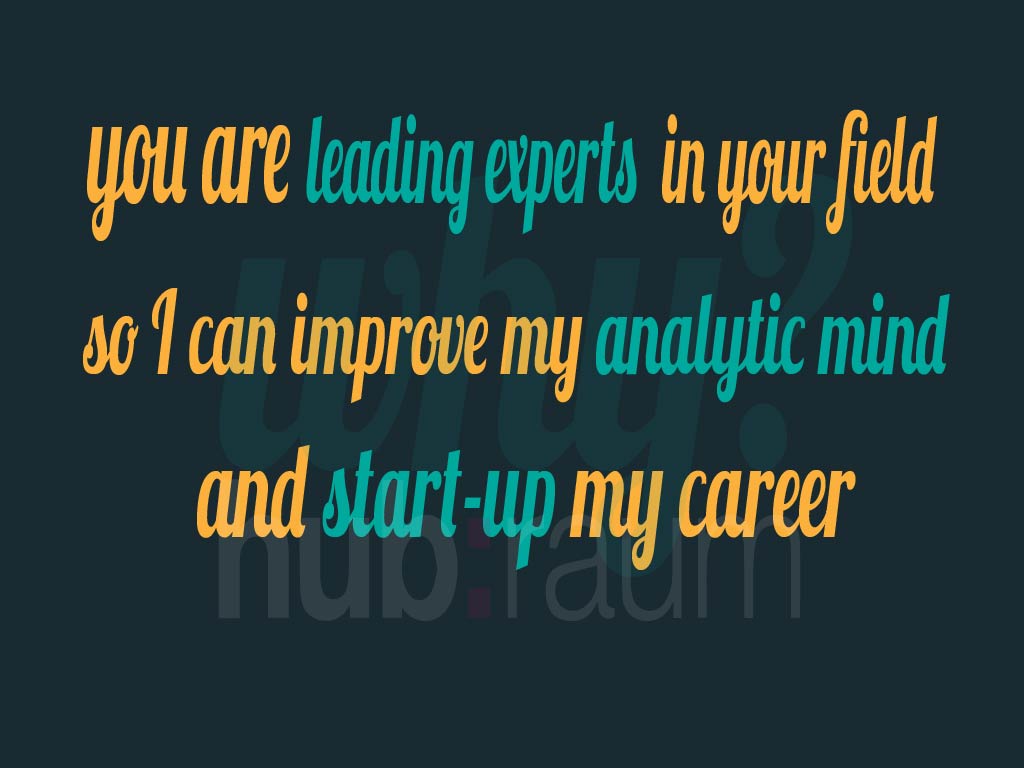 you are leading experts in your field
why?
so I can improve my analytic mind
and start-up my career
hub:raum